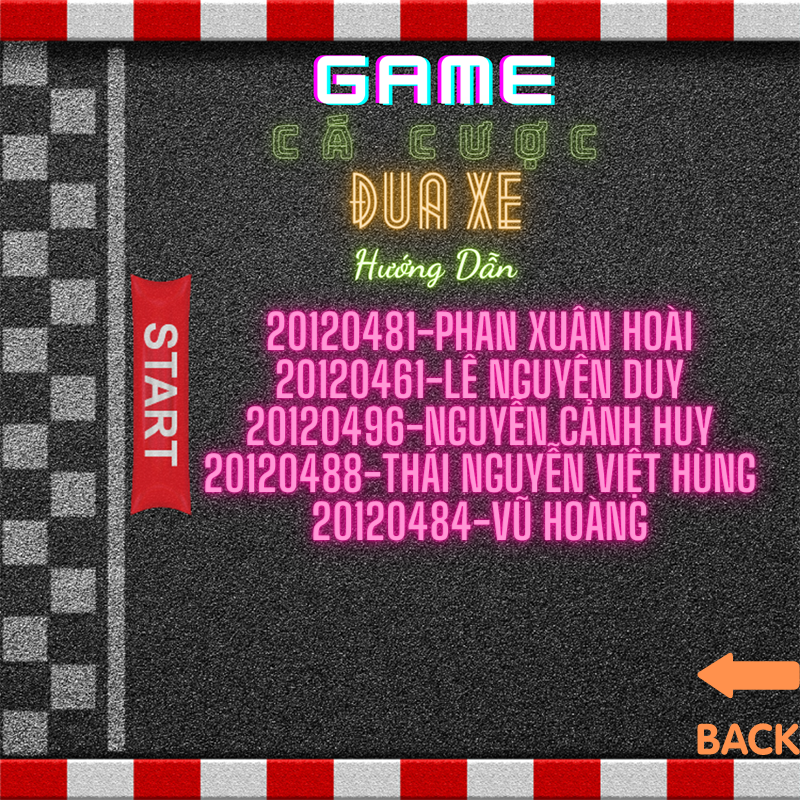 GAME
CÁ CƯỢC
ĐUA XE
Hướng Dẫn
START
20120481-PHAN XUÂN HOÀI
20120461-LÊ NGUYÊN DUY
20120496-NGUYỄN CẢNH HUY
20120488-THÁI NGUYỄN VIỆT HÙNG
20120484-VŨ HOÀNG
BACK